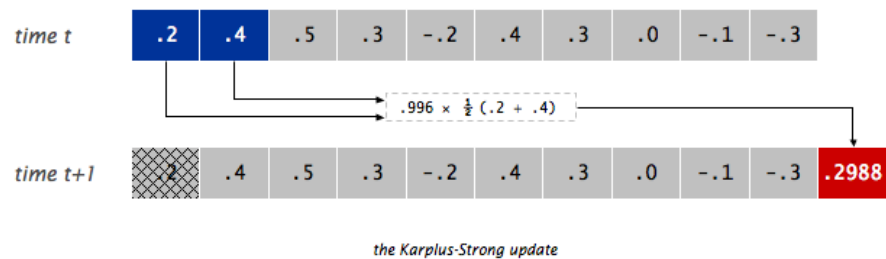 time t .2 .4 .5 .3 -.2 .4 .3 .0 -.1 -.3
.996 × ½ (.2 + .4)
time t+1 .2 .4 .5 .3 -.2 .4 .3 .0 -.1 -.3 .2988
the Karplus-Strong update